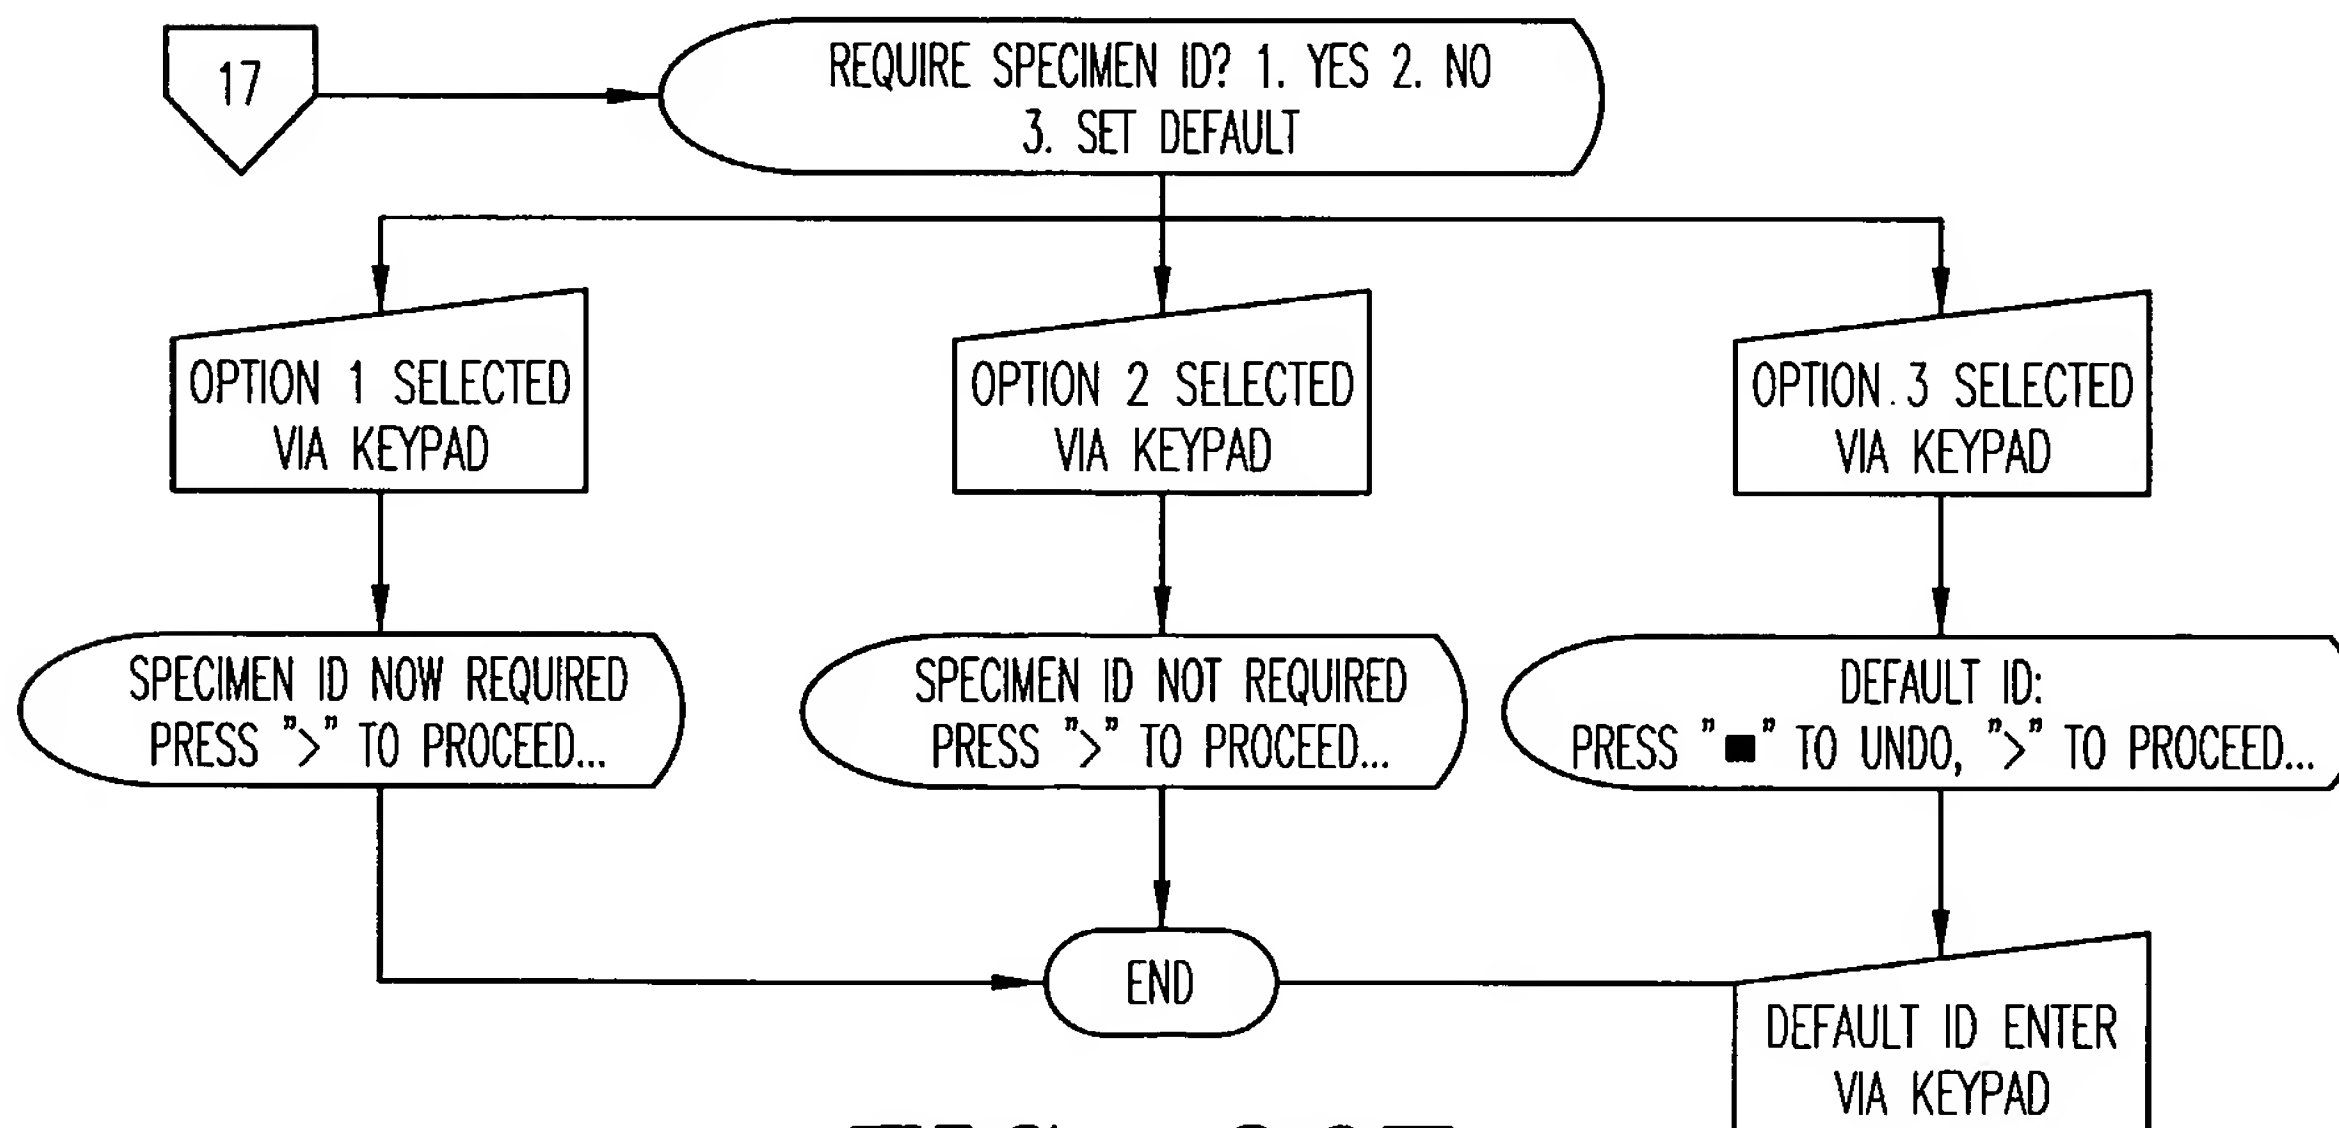 17
REQUIRE SPECIMEN ID? 1. YES 2. NO
3. SET DEFAULT
OPTION 1 SELECTED
VIA KEYPAD
OPTION 2 SELECTED
VIA KEYPAD
OPTION 3 SELECTED
VIA KEYPAD
SPECIMEN ID NOW REQUIRED
PRESS ">" TO PROCEED...
SPECIMEN ID NOT REQUIRED
PRESS ">" TO PROCEED...
DEFAULT ID:
PRESS "■" TO UNDO, ">" TO PROCEED...
END
DEFAULT ID ENTER
VIA KEYPAD